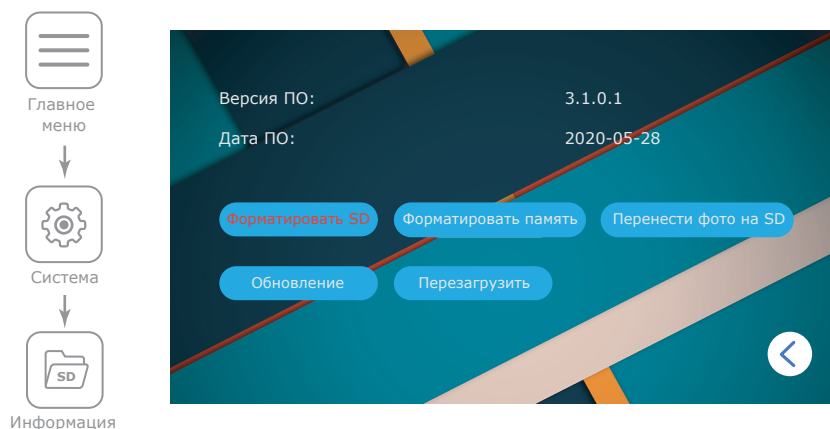 Главное
меню
Система
SD
Информация
Версия ПО: 3.1.0.1
Дата ПО: 2020-05-28
Форматировать SD Форматировать память Перенести фото на SD
Обновление Перезагрузить